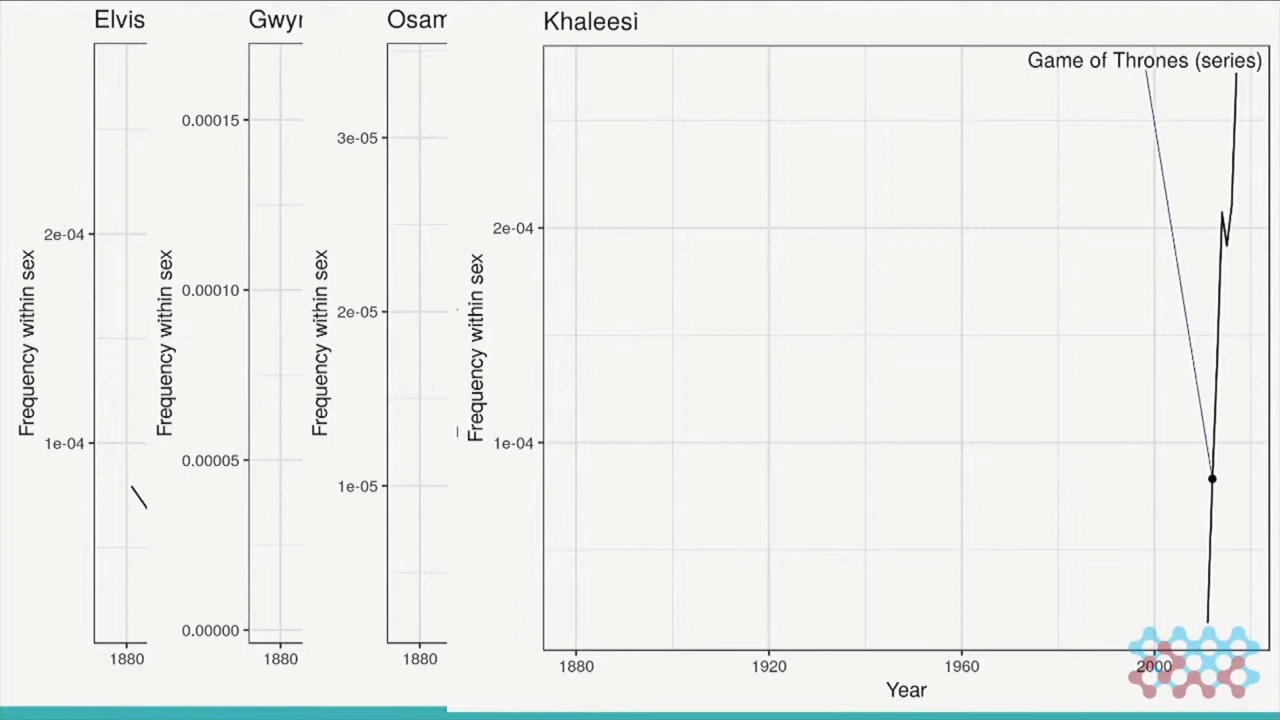 Elvis
Frequency within sex
2e-04
1e-04
1880
Gwyn
Frequency within sex
0.00015
0.00010
0.00005
0.00000
1880
Osam
Frequency within sex
3e-05
2e-05
1e-05
1880
Khaleesi
Game of Thrones (series)
Frequency within sex
2e-04
1e-04
1880 1920 1960 2000
Year